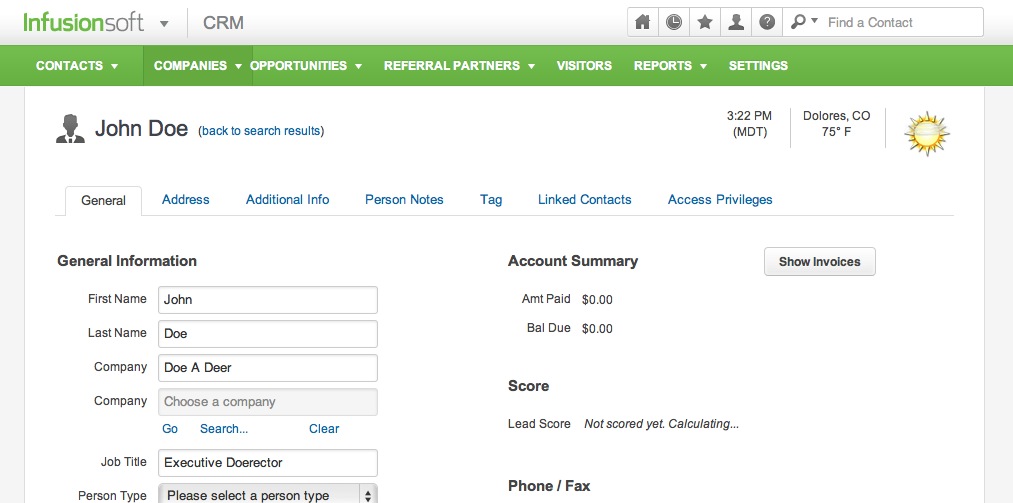 Infusionsoft CRM Find a Contact
CONTACTS COMPANIES OPPORTUNITIES REFERRAL PARTNERS VISITORS REPORTS SETTINGS
John Doe (back to search results)
3:22 PM
(MDT)
Dolores, CO
75° F
General Address Additional Info Person Notes Tag Linked Contacts Access Privileges
General Information
First Name John
Last Name Doe
Company Doe A Deer
Company Choose a company
Go Search... Clear
Job Title Executive Doerector
Person Type Please select a person type
Account Summary Show Invoices
Amt Paid $0.00
Bal Due $0.00
Score
Lead Score Not scored yet. Calculating...
Phone / Fax